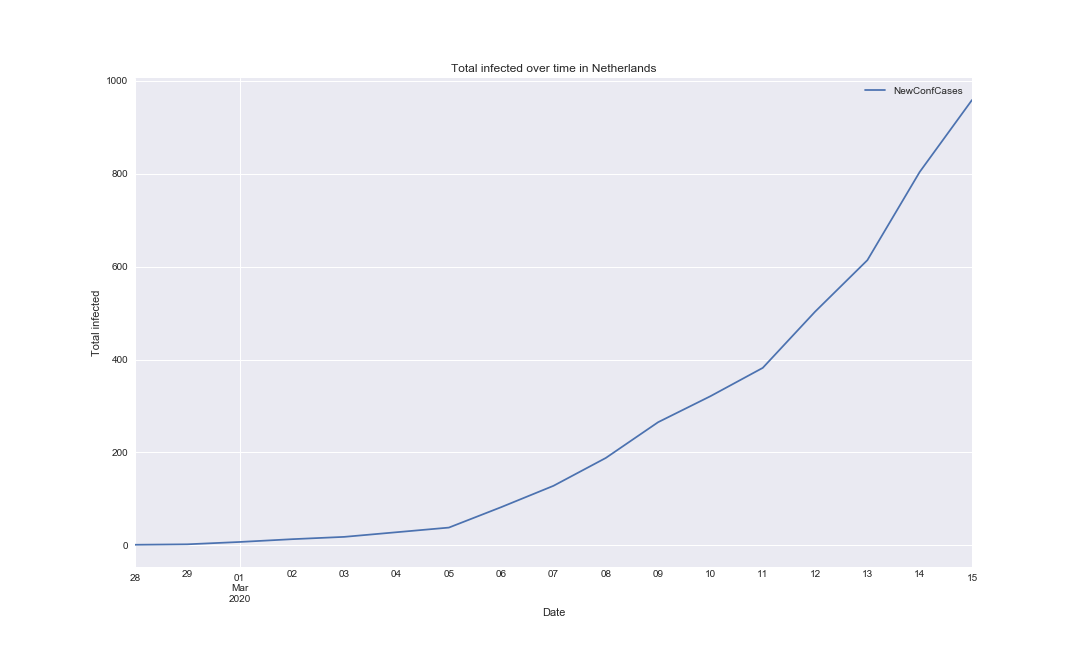 Total infected over time in Netherlands
NewConfCases
1000
800
600
400
200
0
Total infected
28 29 01 02 03 04 05 06 07 08 09 10 11 12 13 14 15
Mar
2020
Date